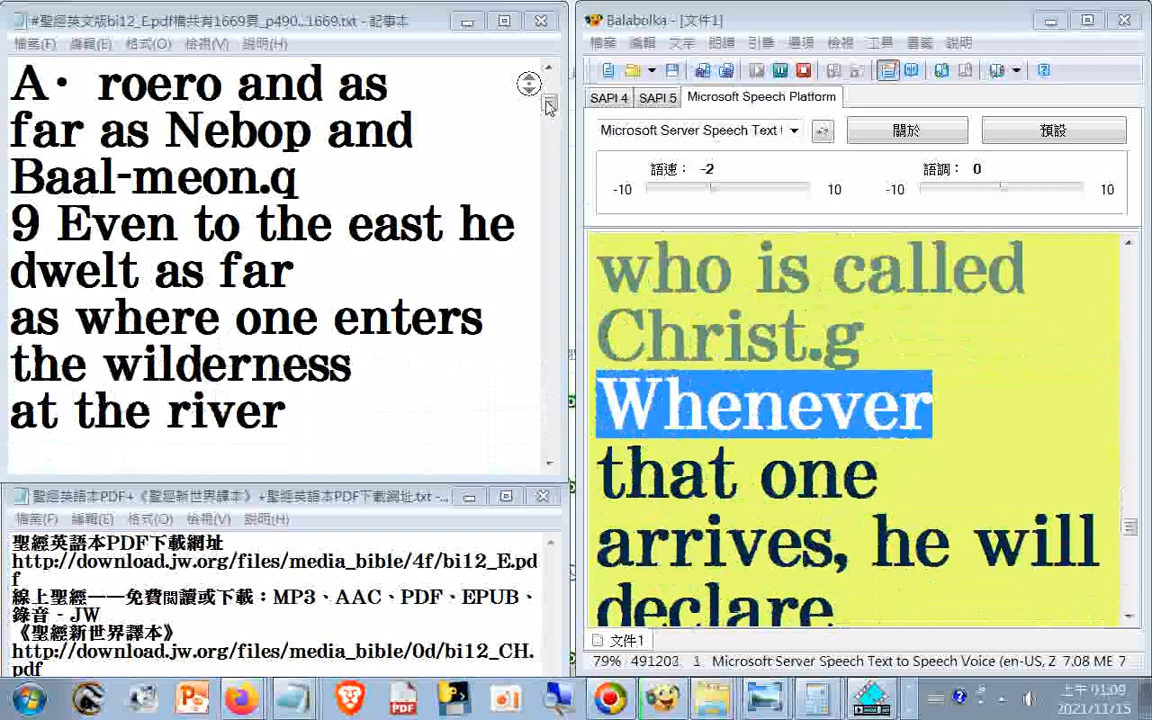 #聖經英文版bi12_E.pdf檔共有1669頁_p490...1669.txt - 記事本
檔案(F) 編輯(E) 格式(O) 檢視(V) 說明(H)
A· roero and as
far as Nebop and
Baal-meon.q
9 Even to the east he
dwelt as far
as where one enters
the wilderness
at the river
聖經英語本PDF+《聖經新世界譯本》+聖經英語本PDF下載網址.txt - ...
檔案(F) 編輯(E) 格式(O) 檢視(V) 說明(H)
聖經英語本PDF下載網址
http://download.jw.org/files/media_bible/4f/bi12_E.pd
f
線上聖經——免費閱讀或下載：MP3、AAC、PDF、EPUB、
錄音 - JW
《聖經新世界譯本》
http://download.jw.org/files/media_bible/0d/bi12_CH.
pdf
Balabolka - [文件1]
檔案 編輯 文字 朗讀 引擎 選項 檢視 工具 書籤 說明
SAPI 4 SAPI 5 Microsoft Speech Platform
Microsoft Server Speech Text 關於 預設
語速： -2 語調： 0
-10 10 -10 10
who is called
Christ.g
Whenever
that one
arrives, he will
declare
文件1
79% 491203 1 Microsoft Server Speech Text to Speech Voice (en-US, Z 7.08 ME 7
PDF
上午 01:09
2021/11/15